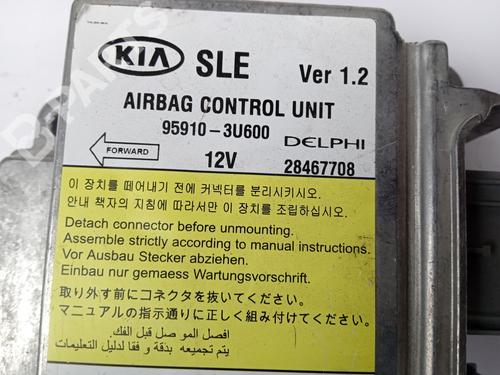 KIA SLE Ver 1.2
AIRBAG CONTROL UNIT
95910-3U600 DELPHI
FORWARD 12V 28467708
이 장치를 떼어내기 전에 커넥터를 분리시키시오.
안내 책자의 지침에 따라서만 이 장치를 조립하십시오.
Detach connector before unmounting.
Assemble strictly according to manual instructions.
Vor Ausbau Stecker abziehen.
Einbau nur gemaess Wartungsvorschrift.
取り外す前にコネクタを抜いてください。
マニュアルの指示通りに正しく組み付けてください。
افصل الموصل قبل الفك.
يتم تجميعه بدقة و وفقا لدليل التعليمات